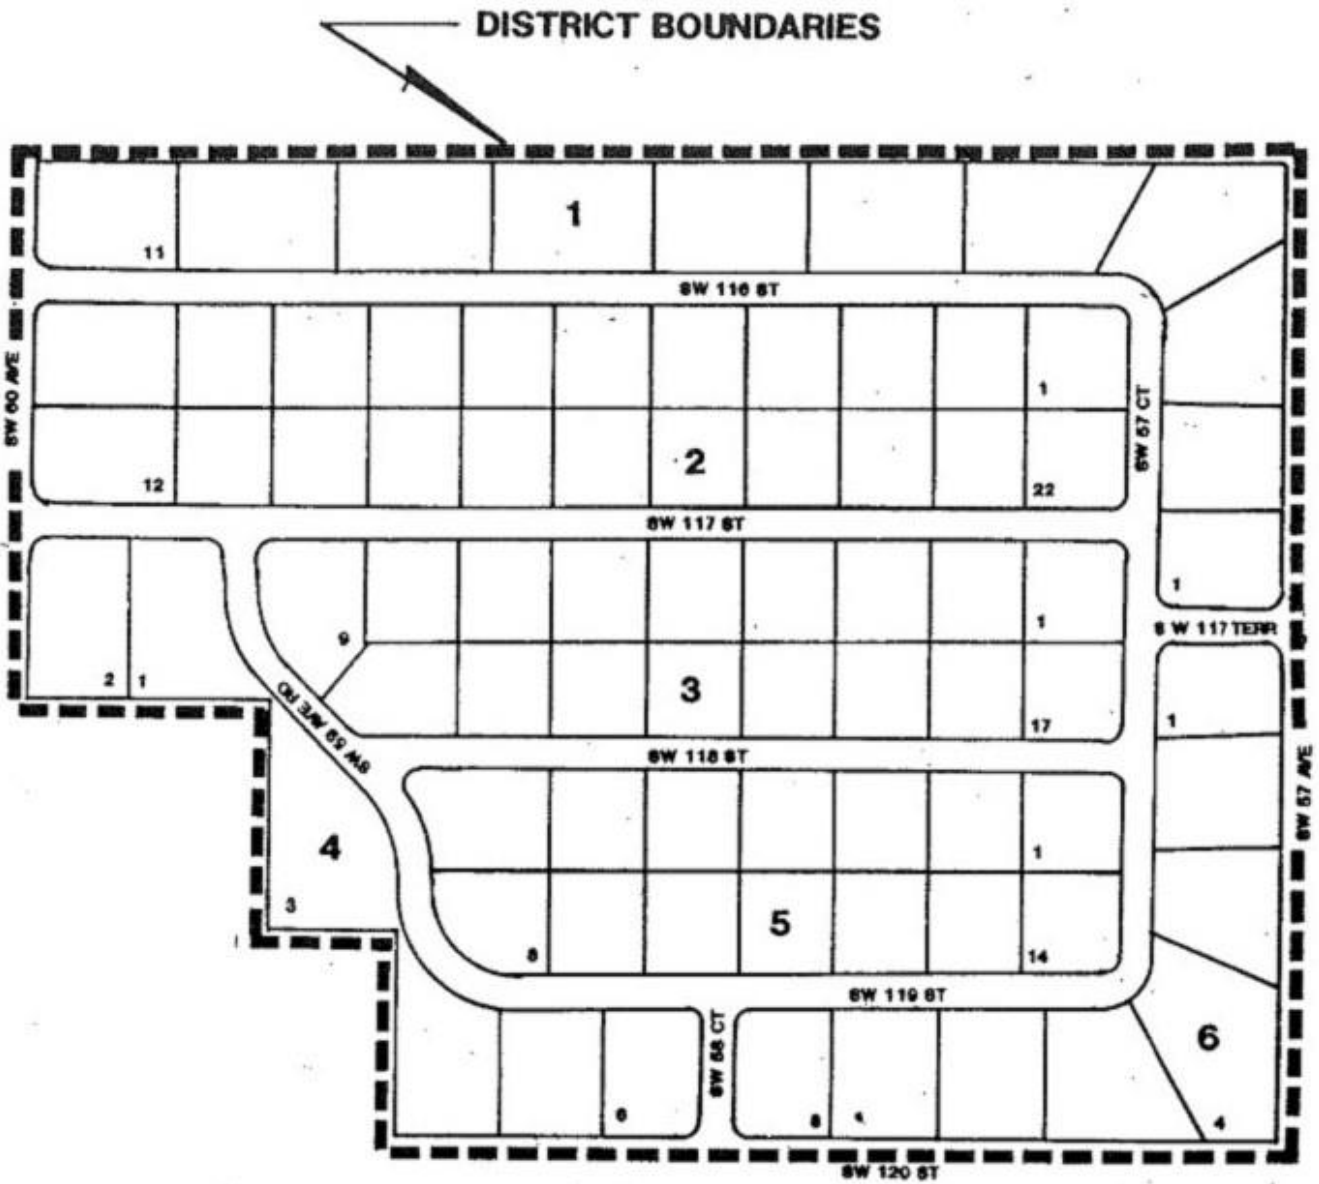 DISTRICT BOUNDARIES
1
11
SW 116 ST
SW 60 AVE
1
SW 57 CT
2
12
22
SW 117 ST
1
1
9
S W 117 TERR
2
1
3
SW 59 AVE RD
17
1
SW 118 ST
SW 57 AVE
4
1
3
5
8
14
SW 119 ST
SW 58 CT
6
6
8
4
SW 120 ST